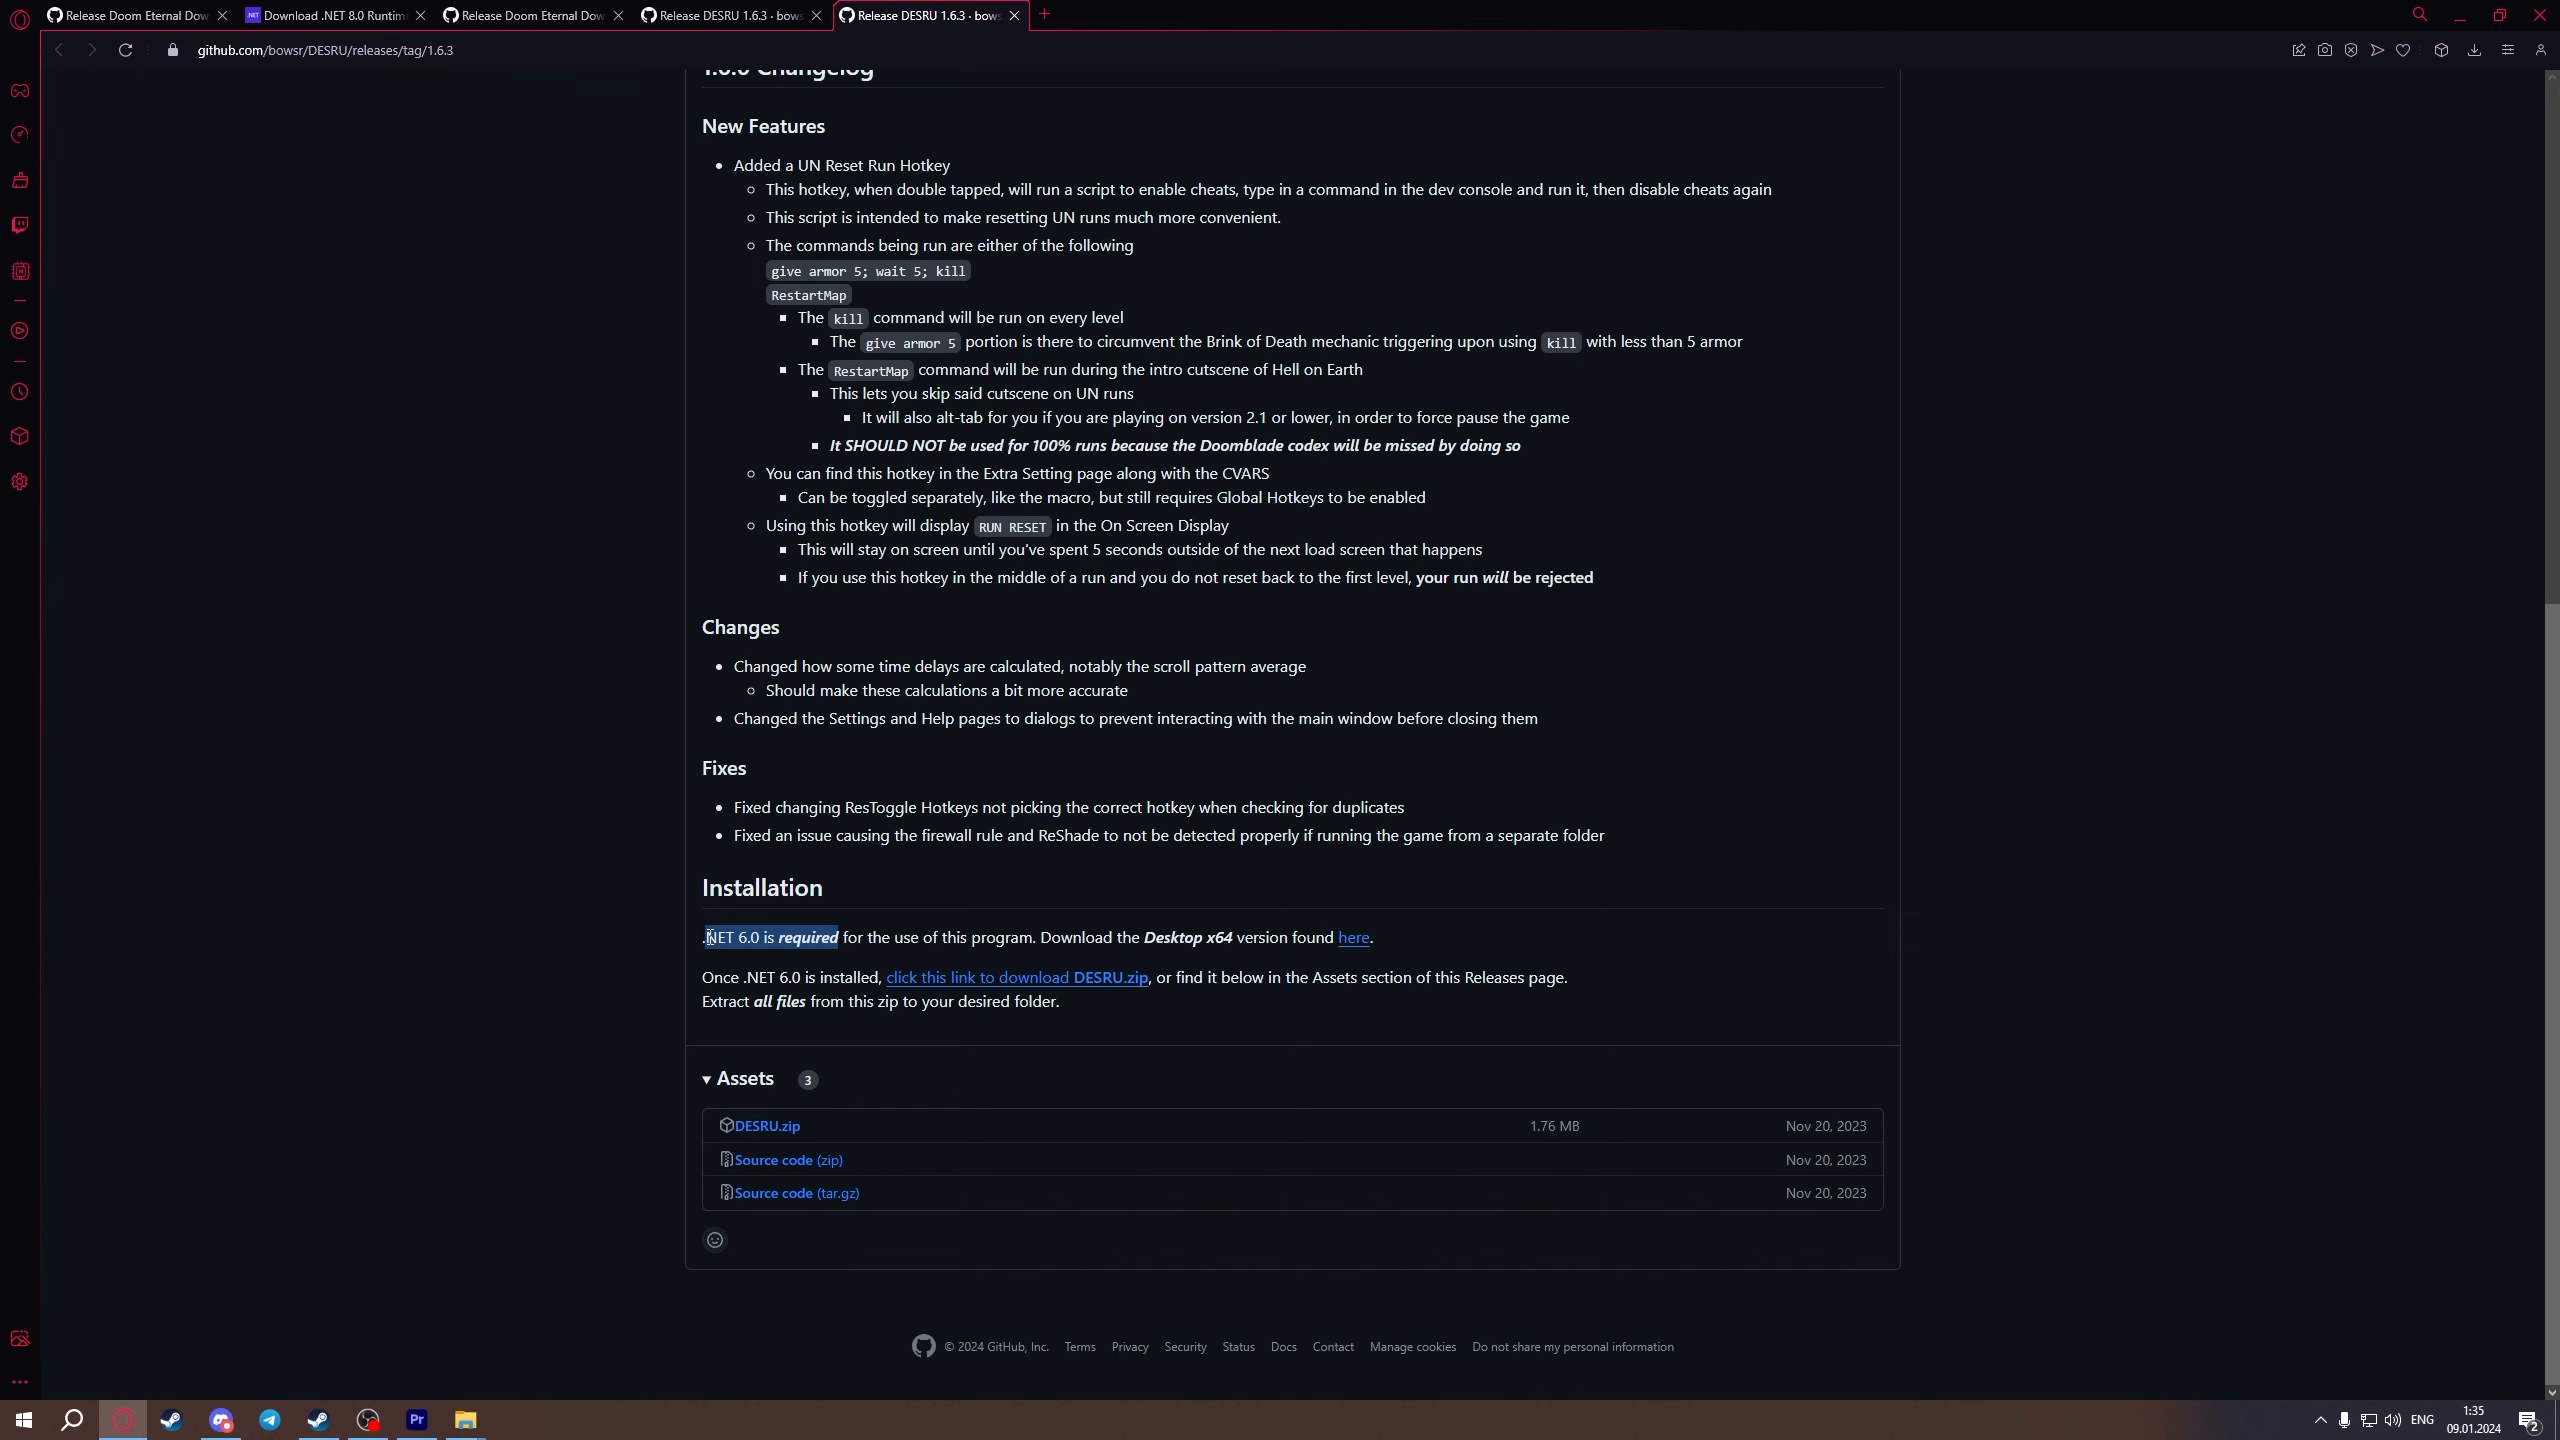 Release Doom Eternal Dow
Download .NET 8.0 Runtim
Release Doom Eternal Dow
Release DESRU 1.6.3 · bows
Release DESRU 1.6.3 · bows
github.com/bowsr/DESRU/releases/tag/1.6.3
New Features
Added a UN Reset Run Hotkey
This hotkey, when double tapped, will run a script to enable cheats, type in a command in the dev console and run it, then disable cheats again
This script is intended to make resetting UN runs much more convenient.
The commands being run are either of the following
give armor 5; wait 5; kill
RestartMap
The kill command will be run on every level
The give armor 5 portion is there to circumvent the Brink of Death mechanic triggering upon using kill with less than 5 armor
The RestartMap command will be run during the intro cutscene of Hell on Earth
This lets you skip said cutscene on UN runs
It will also alt-tab for you if you are playing on version 2.1 or lower, in order to force pause the game
It SHOULD NOT be used for 100% runs because the Doomblade codex will be missed by doing so
You can find this hotkey in the Extra Setting page along with the CVARS
Can be toggled separately, like the macro, but still requires Global Hotkeys to be enabled
Using this hotkey will display RUN RESET in the On Screen Display
This will stay on screen until you've spent 5 seconds outside of the next load screen that happens
If you use this hotkey in the middle of a run and you do not reset back to the first level, your run will be rejected
Changes
Changed how some time delays are calculated, notably the scroll pattern average
Should make these calculations a bit more accurate
Changed the Settings and Help pages to dialogs to prevent interacting with the main window before closing them
Fixes
Fixed changing ResToggle Hotkeys not picking the correct hotkey when checking for duplicates
Fixed an issue causing the firewall rule and ReShade to not be detected properly if running the game from a separate folder
Installation
.NET 6.0 is required for the use of this program. Download the Desktop x64 version found here.
Once .NET 6.0 is installed, click this link to download DESRU.zip, or find it below in the Assets section of this Releases page.
Extract all files from this zip to your desired folder.
Assets 3
DESRU.zip 1.76 MB Nov 20, 2023
Source code (zip) Nov 20, 2023
Source code (tar.gz) Nov 20, 2023
© 2024 GitHub, Inc. Terms Privacy Security Status Docs Contact Manage cookies Do not share my personal information
Pr
ENG
1:35
09.01.2024
2